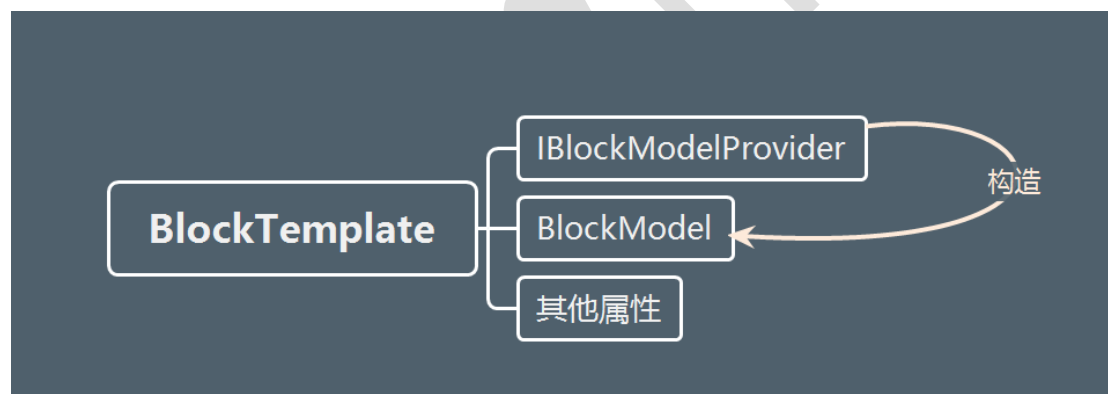 IBlockModelProvider
构造
BlockTemplate
BlockModel
其他属性